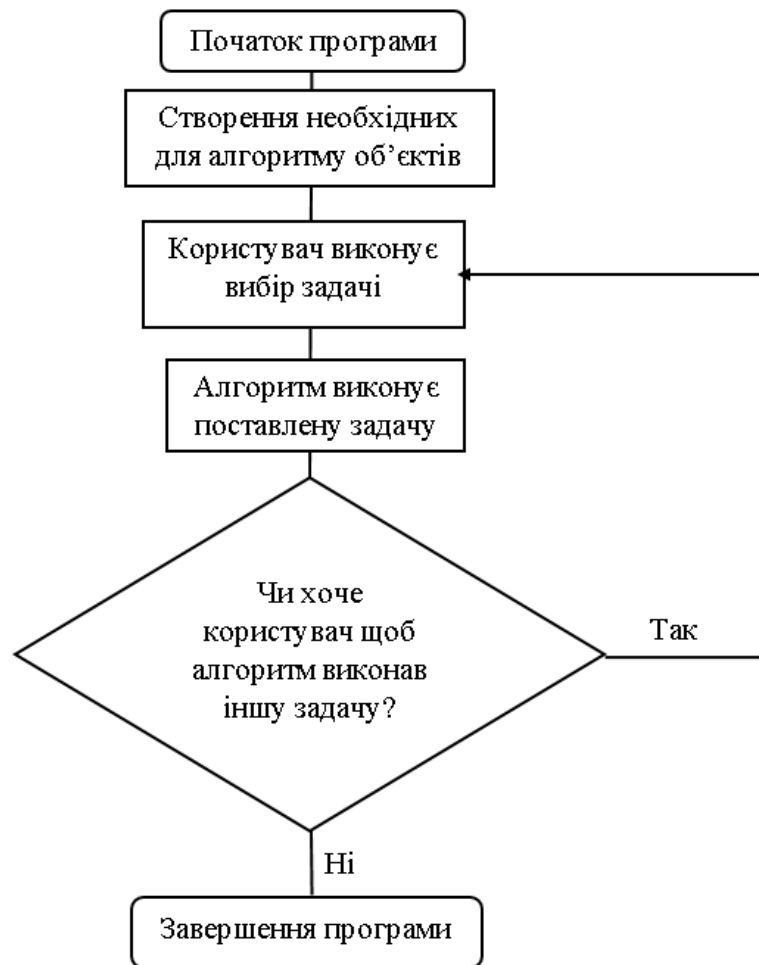 Початок програми
Створення необхідних
для алгоритму об’єктів
Користувач виконує
вибір задачі
Алгоритм виконує
поставлену задачу
Чи хоче
користувач щоб
алгоритм виконав
іншу задачу?
Так
Ні
Завершення програми